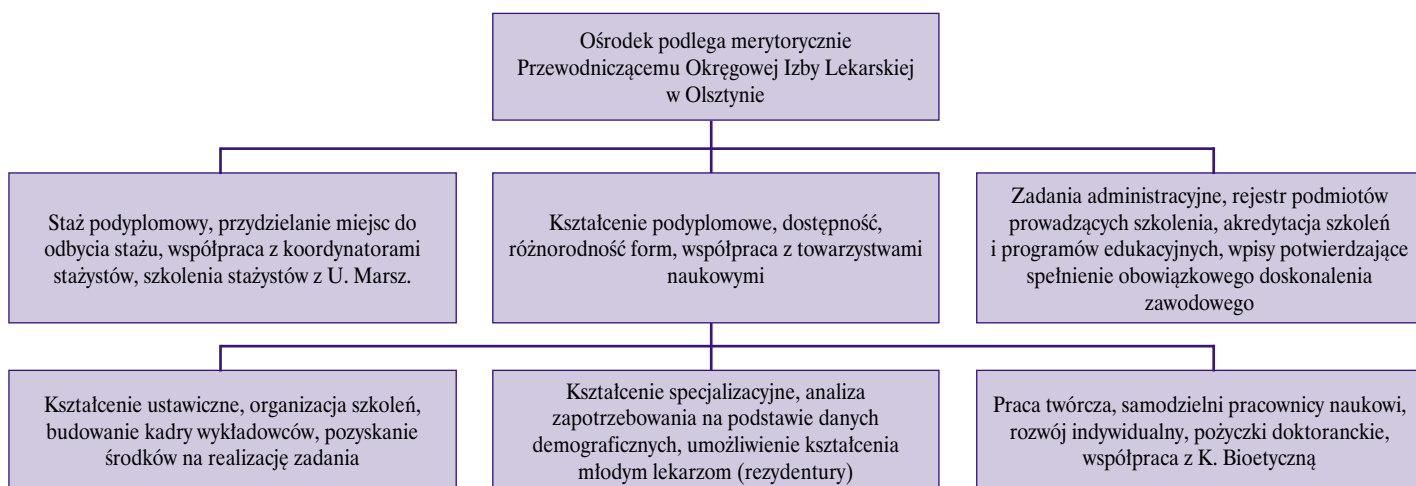 Ośrodek podlega merytorycznie
Przewodniczącemu Okręgowej Izby Lekarskiej
w Olsztynie
Staż podyplomowy, przydzielanie miejsc do
odbycia stażu, współpraca z koordynatorami
stażystów, szkolenia stażystów z U. Marsz.
Kształcenie podyplomowe, dostępność,
różnorodność form, współpraca z towarzystwami
naukowymi
Zadania administracyjne, rejestr podmiotów
prowadzących szkolenia, akredytacja szkoleń
i programów edukacyjnych, wpisy potwierdzające
spełnienie obowiązkowego doskonalenia
zawodowego
Kształcenie ustawiczne, organizacja szkoleń,
budowanie kadry wykładowców, pozyskanie
środków na realizację zadania
Kształcenie specjalizacyjne, analiza
zapotrzebowania na podstawie danych
demograficznych, umożliwienie kształcenia
młodym lekarzom (rezydentury)
Praca twórcza, samodzielni pracownicy naukowi,
rozwój indywidualny, pożyczki doktoranckie,
współpraca z K. Bioetyczną